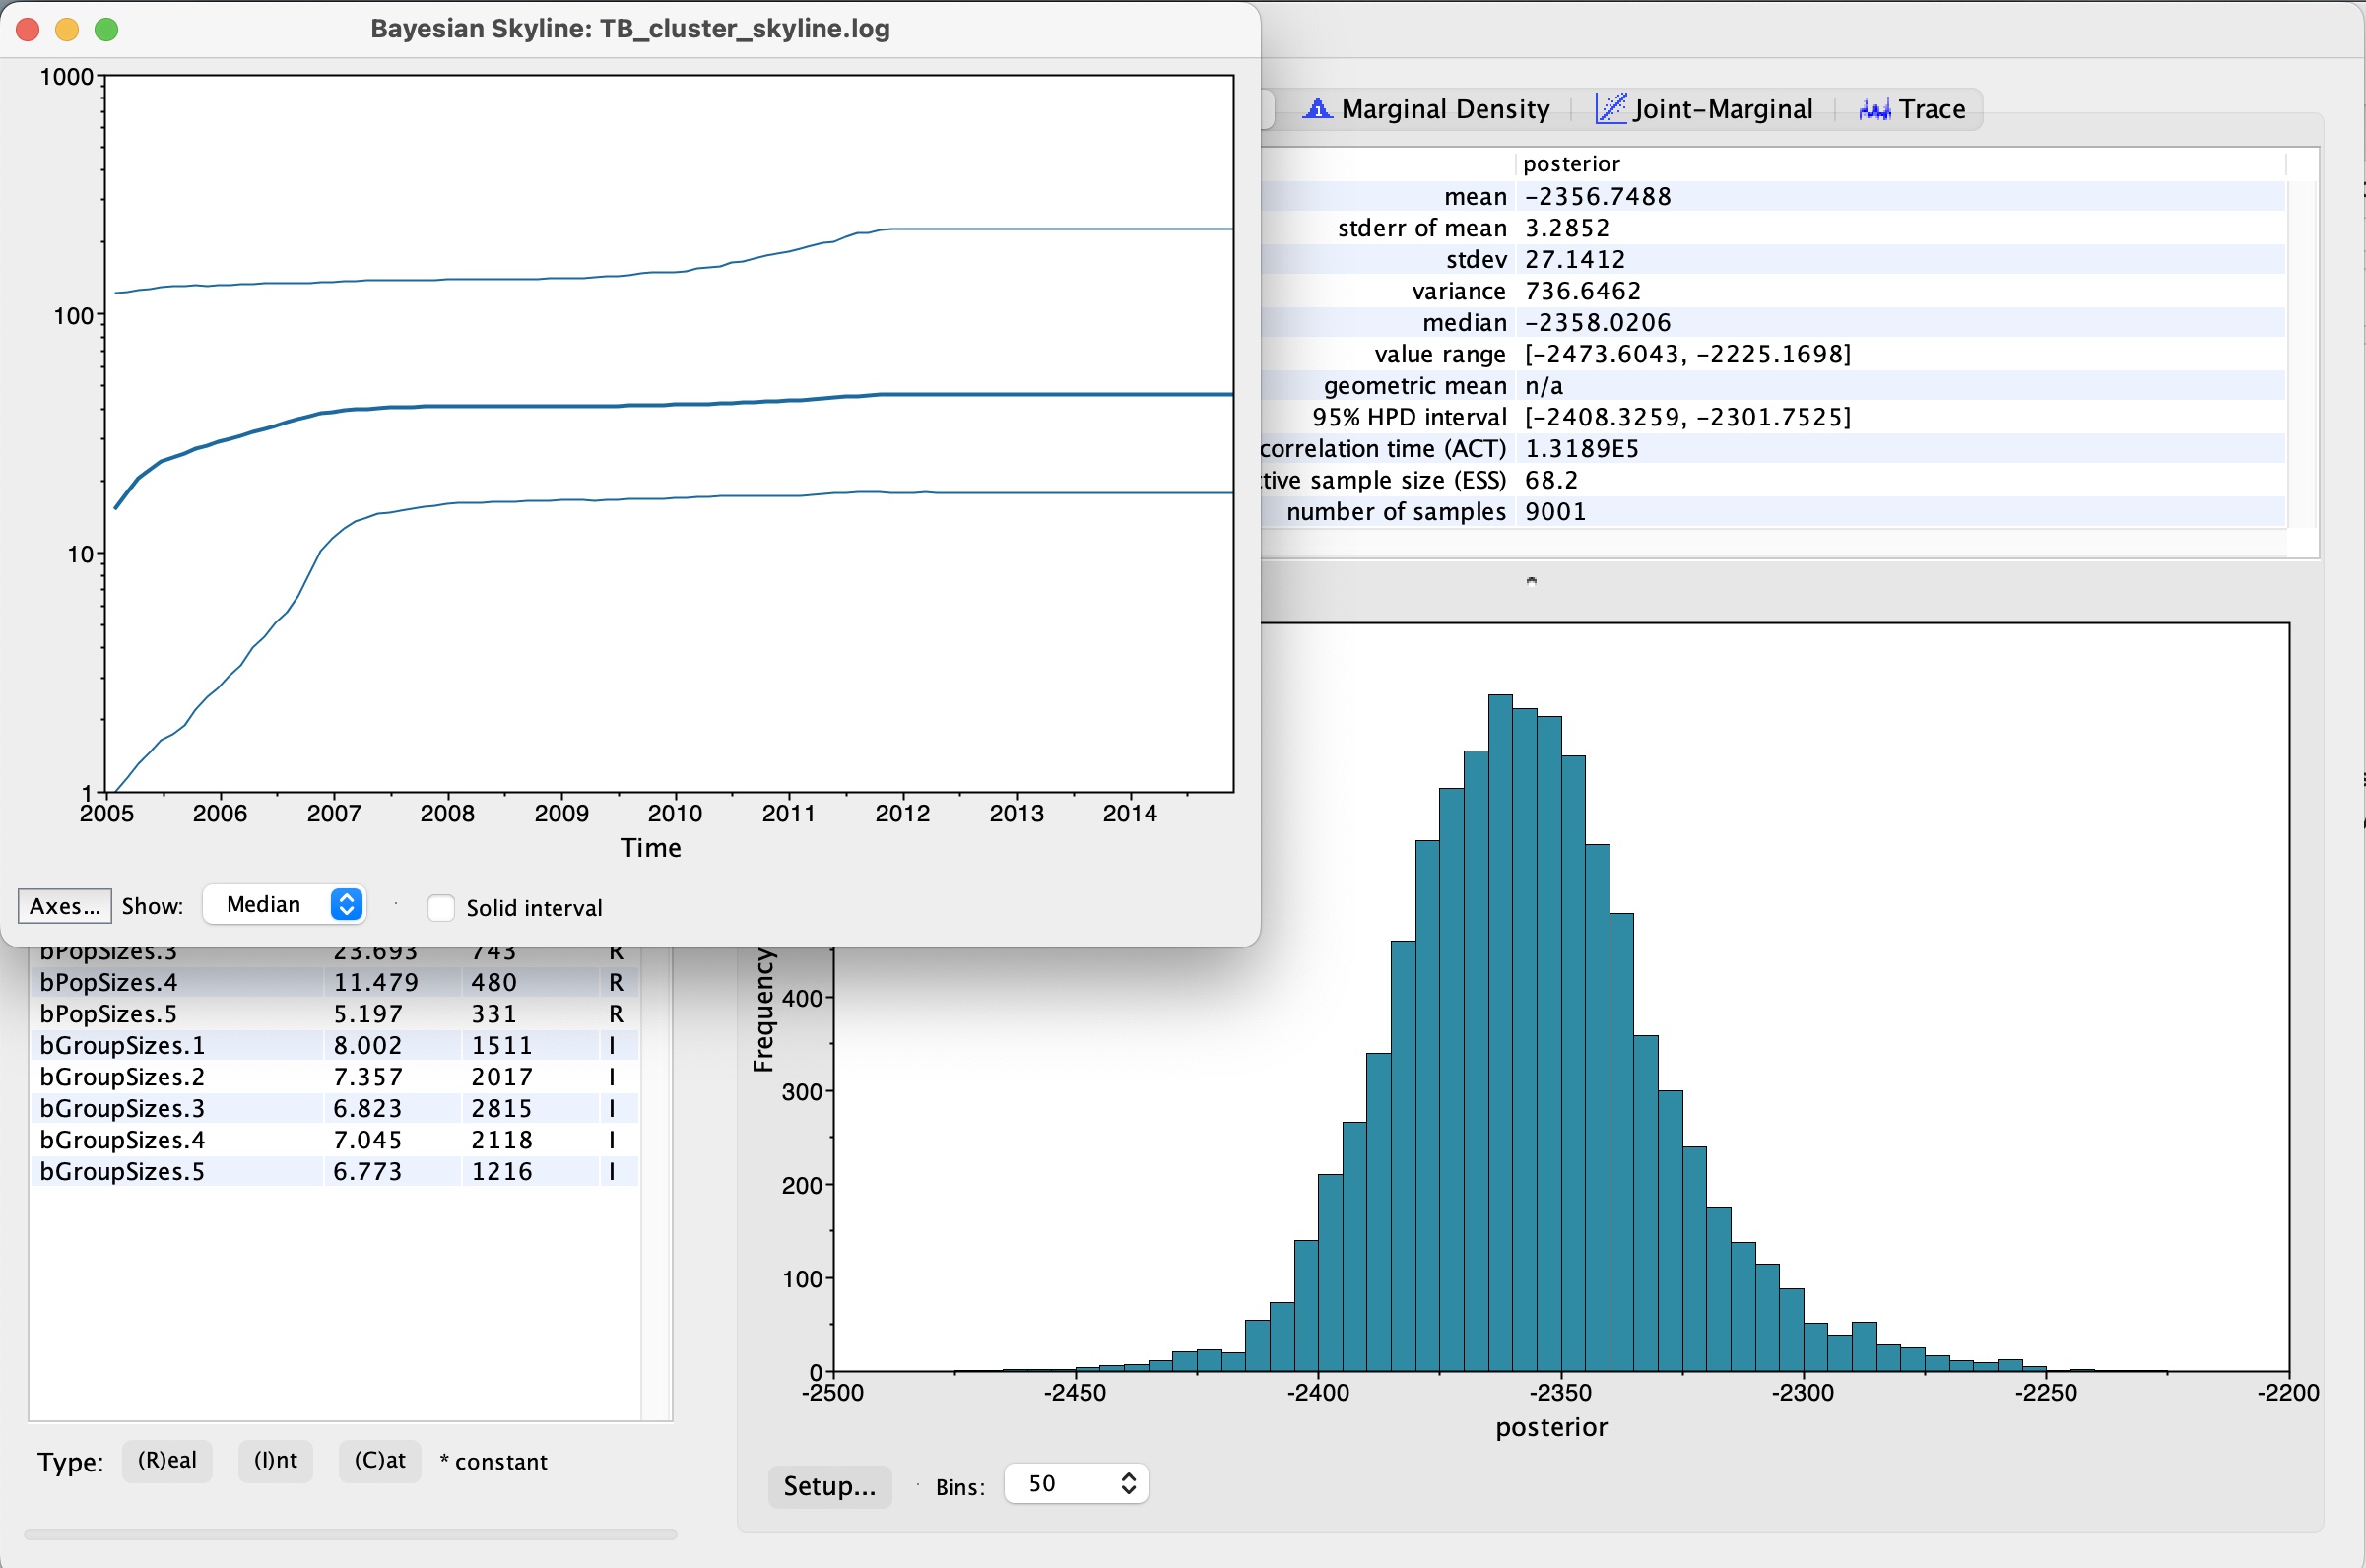 Bayesian Skyline: TB_cluster_skyline.log
1000
100
10
1
2005 2006 2007 2008 2009 2010 2011 2012 2013 2014
Time
Axes... Show: Median Solid interval
Marginal Density Joint-Marginal Trace
posterior
mean -2356.7488
stderr of mean 3.2852
stdev 27.1412
variance 736.6462
median -2358.0206
value range [-2473.6043, -2225.1698]
geometric mean n/a
95% HPD interval [-2408.3259, -2301.7525]
correlation time (ACT) 1.3189E5
ctive sample size (ESS) 68.2
number of samples 9001
bPopSizes.3 23.693 743 R
bPopSizes.4 11.479 480 R
bPopSizes.5 5.197 331 R
bGroupSizes.1 8.002 1511 I
bGroupSizes.2 7.357 2017 I
bGroupSizes.3 6.823 2815 I
bGroupSizes.4 7.045 2118 I
bGroupSizes.5 6.773 1216 I
Type: (R)eal (I)nt (C)at * constant
Frequency
400
300
200
100
0
-2500 -2450 -2400 -2350 -2300 -2250 -2200
posterior
Setup... Bins: 50